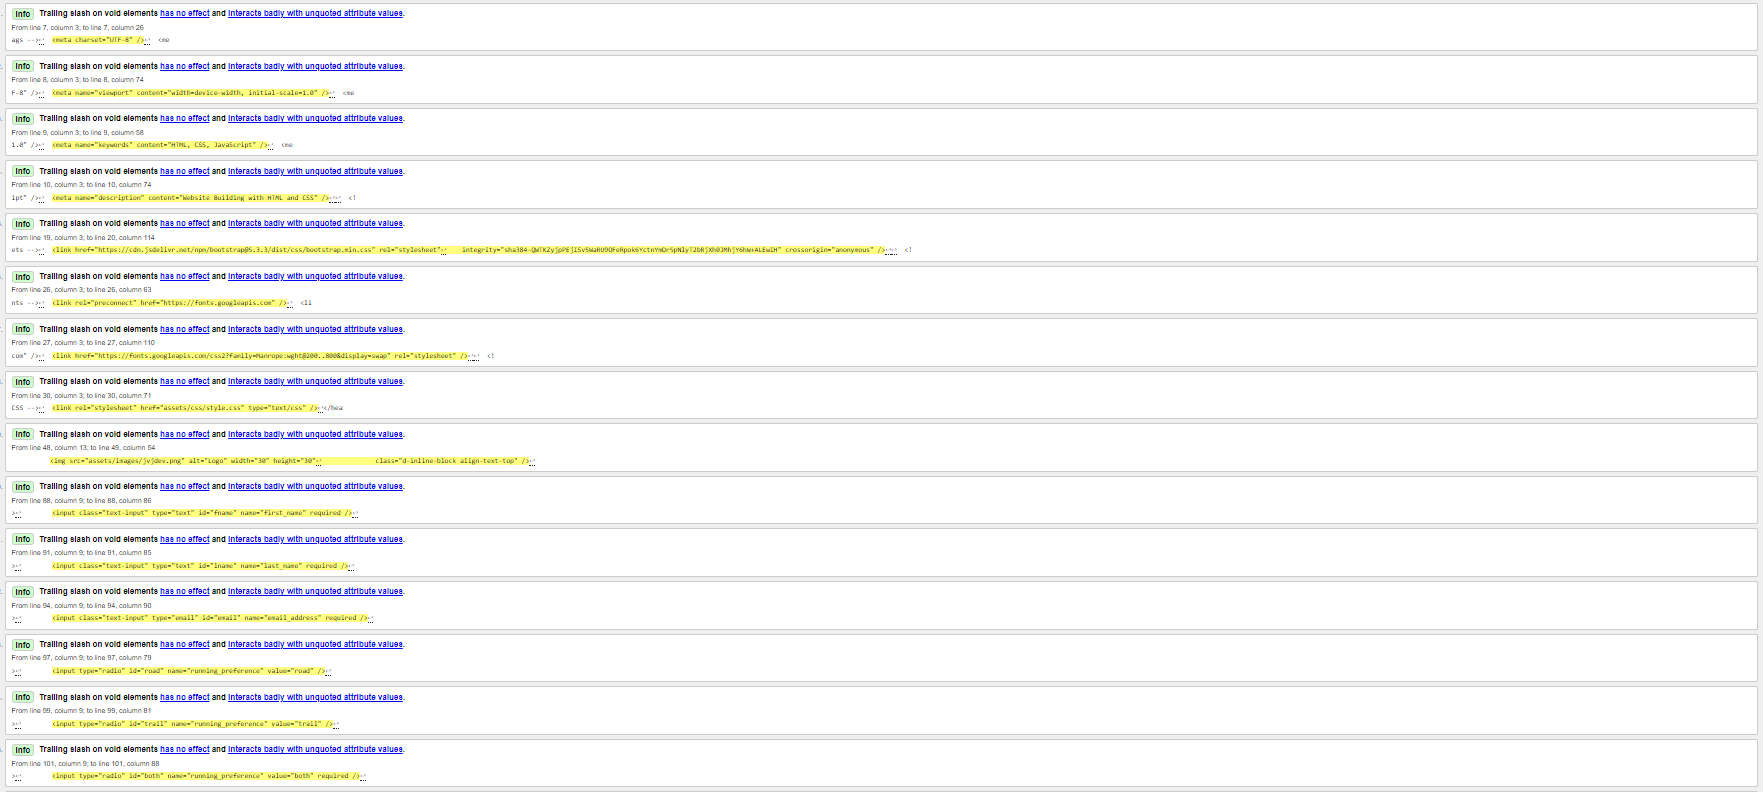 Info Trailing slash on void elements has no effect and interacts badly with unquoted attribute values.
From line 7, column 3; to line 7, column 26
ags -->↩ <meta charset="UTF-8" />↩ <me
Info Trailing slash on void elements has no effect and interacts badly with unquoted attribute values.
From line 8, column 3; to line 8, column 74
F-8" />↩ <meta name="viewport" content="width=device-width, initial-scale=1.0" />↩ <me
Info Trailing slash on void elements has no effect and interacts badly with unquoted attribute values.
From line 9, column 3; to line 9, column 58
1.0" />↩ <meta name="keywords" content="HTML, CSS, JavaScript" />↩ <me
Info Trailing slash on void elements has no effect and interacts badly with unquoted attribute values.
From line 10, column 3; to line 10, column 74
ipt" />↩ <meta name="description" content="Website Building with HTML and CSS" />↩↩ <!
Info Trailing slash on void elements has no effect and interacts badly with unquoted attribute values.
From line 19, column 3; to line 20, column 114
ets -->↩ <link href="https://cdn.jsdelivr.net/npm/bootstrap@5.3.3/dist/css/bootstrap.min.css" rel="stylesheet"↩ integrity="sha384-QWTKZyjpPEjISv5WaRU9OFeRpok6YctnYmDr5pNlyT2bRjXh0JMhjY6hW+ALEwIH" crossorigin="anonymous" />↩↩ <!
Info Trailing slash on void elements has no effect and interacts badly with unquoted attribute values.
From line 26, column 3; to line 26, column 63
nts -->↩ <link rel="preconnect" href="https://fonts.googleapis.com" />↩ <li
Info Trailing slash on void elements has no effect and interacts badly with unquoted attribute values.
From line 27, column 3; to line 27, column 110
com" />↩ <link href="https://fonts.googleapis.com/css2?family=Manrope:wght@200..800&display=swap" rel="stylesheet" />↩↩ <!
Info Trailing slash on void elements has no effect and interacts badly with unquoted attribute values.
From line 30, column 3; to line 30, column 71
CSS -->↩ <link rel="stylesheet" href="assets/css/style.css" type="text/css" />↩</hea
Info Trailing slash on void elements has no effect and interacts badly with unquoted attribute values.
From line 48, column 13; to line 49, column 54
<img src="assets/images/jvjdev.png" alt="Logo" width="30" height="30"↩ class="d-inline-block align-text-top" />↩
Info Trailing slash on void elements has no effect and interacts badly with unquoted attribute values.
From line 88, column 9; to line 88, column 86
>↩ <input class="text-input" type="text" id="fname" name="first_name" required />↩
Info Trailing slash on void elements has no effect and interacts badly with unquoted attribute values.
From line 91, column 9; to line 91, column 85
>↩ <input class="text-input" type="text" id="lname" name="last_name" required />↩
Info Trailing slash on void elements has no effect and interacts badly with unquoted attribute values.
From line 94, column 9; to line 94, column 90
>↩ <input class="text-input" type="email" id="email" name="email_address" required />↩
Info Trailing slash on void elements has no effect and interacts badly with unquoted attribute values.
From line 97, column 9; to line 97, column 79
>↩ <input type="radio" id="road" name="running_preference" value="road" />↩
Info Trailing slash on void elements has no effect and interacts badly with unquoted attribute values.
From line 99, column 9; to line 99, column 81
>↩ <input type="radio" id="trail" name="running_preference" value="trail" />↩
Info Trailing slash on void elements has no effect and interacts badly with unquoted attribute values.
From line 101, column 9; to line 101, column 88
>↩ <input type="radio" id="both" name="running_preference" value="both" required />↩